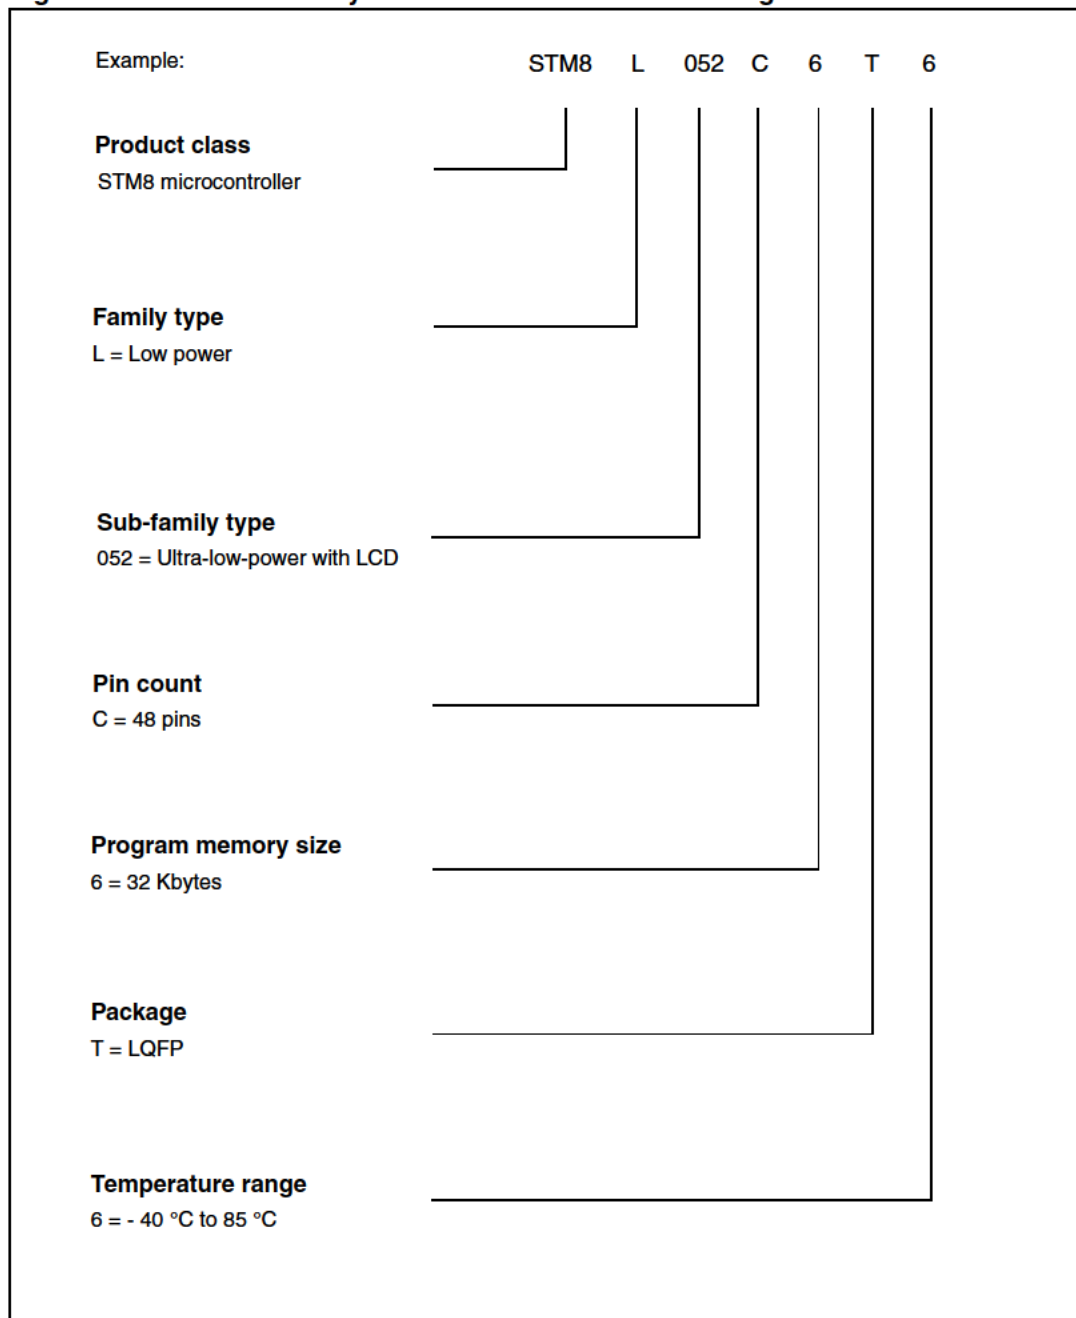 Example:
STM8 L 052 C 6 T 6
Product class
STM8 microcontroller
Family type
L = Low power
Sub-family type
052 = Ultra-low-power with LCD
Pin count
C = 48 pins
Program memory size
6 = 32 Kbytes
Package
T = LQFP
Temperature range
6 = - 40 °C to 85 °C